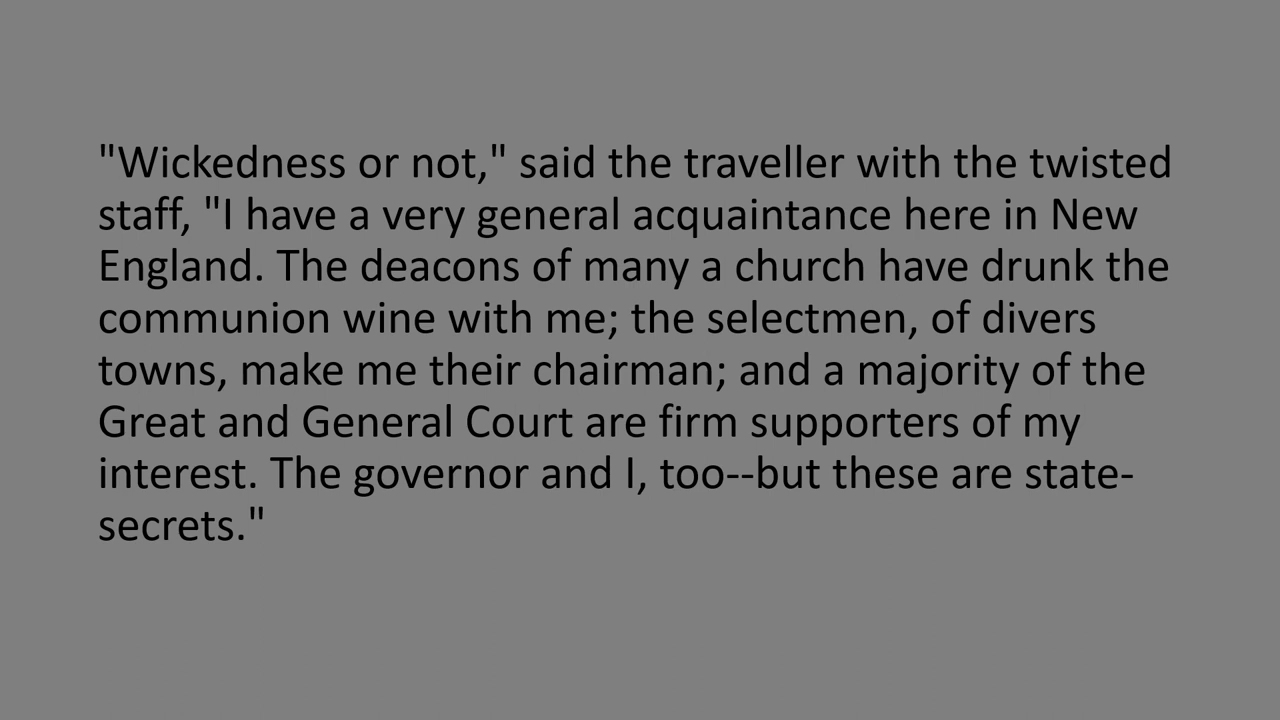 "Wickedness or not," said the traveller with the twisted
staff, "I have a very general acquaintance here in New
England. The deacons of many a church have drunk the
communion wine with me; the selectmen, of divers
towns, make me their chairman; and a majority of the
Great and General Court are firm supporters of my
interest. The governor and I, too--but these are state-
secrets."